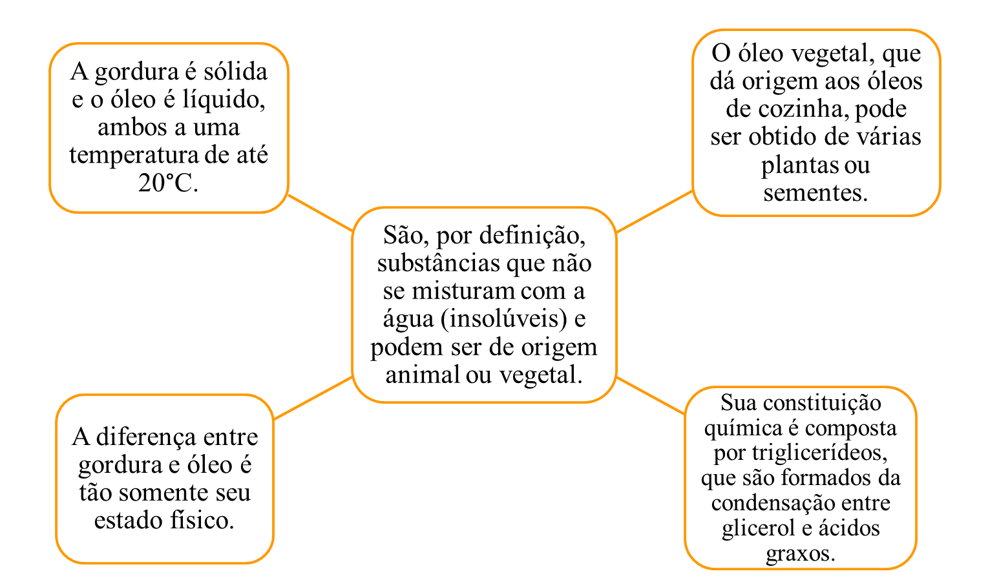 A gordura é sólida
e o óleo é líquido,
ambos a uma
temperatura de até
20°C.
O óleo vegetal, que
dá origem aos óleos
de cozinha, pode
ser obtido de várias
plantas ou
sementes.
São, por definição,
substâncias que não
se misturam com a
água (insolúveis) e
podem ser de origem
animal ou vegetal.
A diferença entre
gordura e óleo é
tão somente seu
estado físico.
Sua constituição
química é composta
por triglicerídeos,
que são formados da
condensação entre
glicerol e ácidos
graxos.